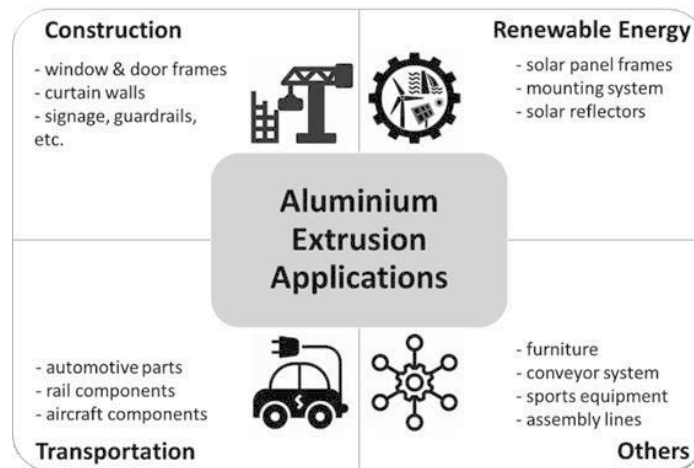 Construction
- window & door frames
- curtain walls
- signage, guardrails,
etc.
Renewable Energy
- solar panel frames
- mounting system
- solar reflectors
Aluminium
Extrusion
Applications
- automotive parts
- rail components
- aircraft components
Transportation
- furniture
- conveyor system
- sports equipment
- assembly lines
Others